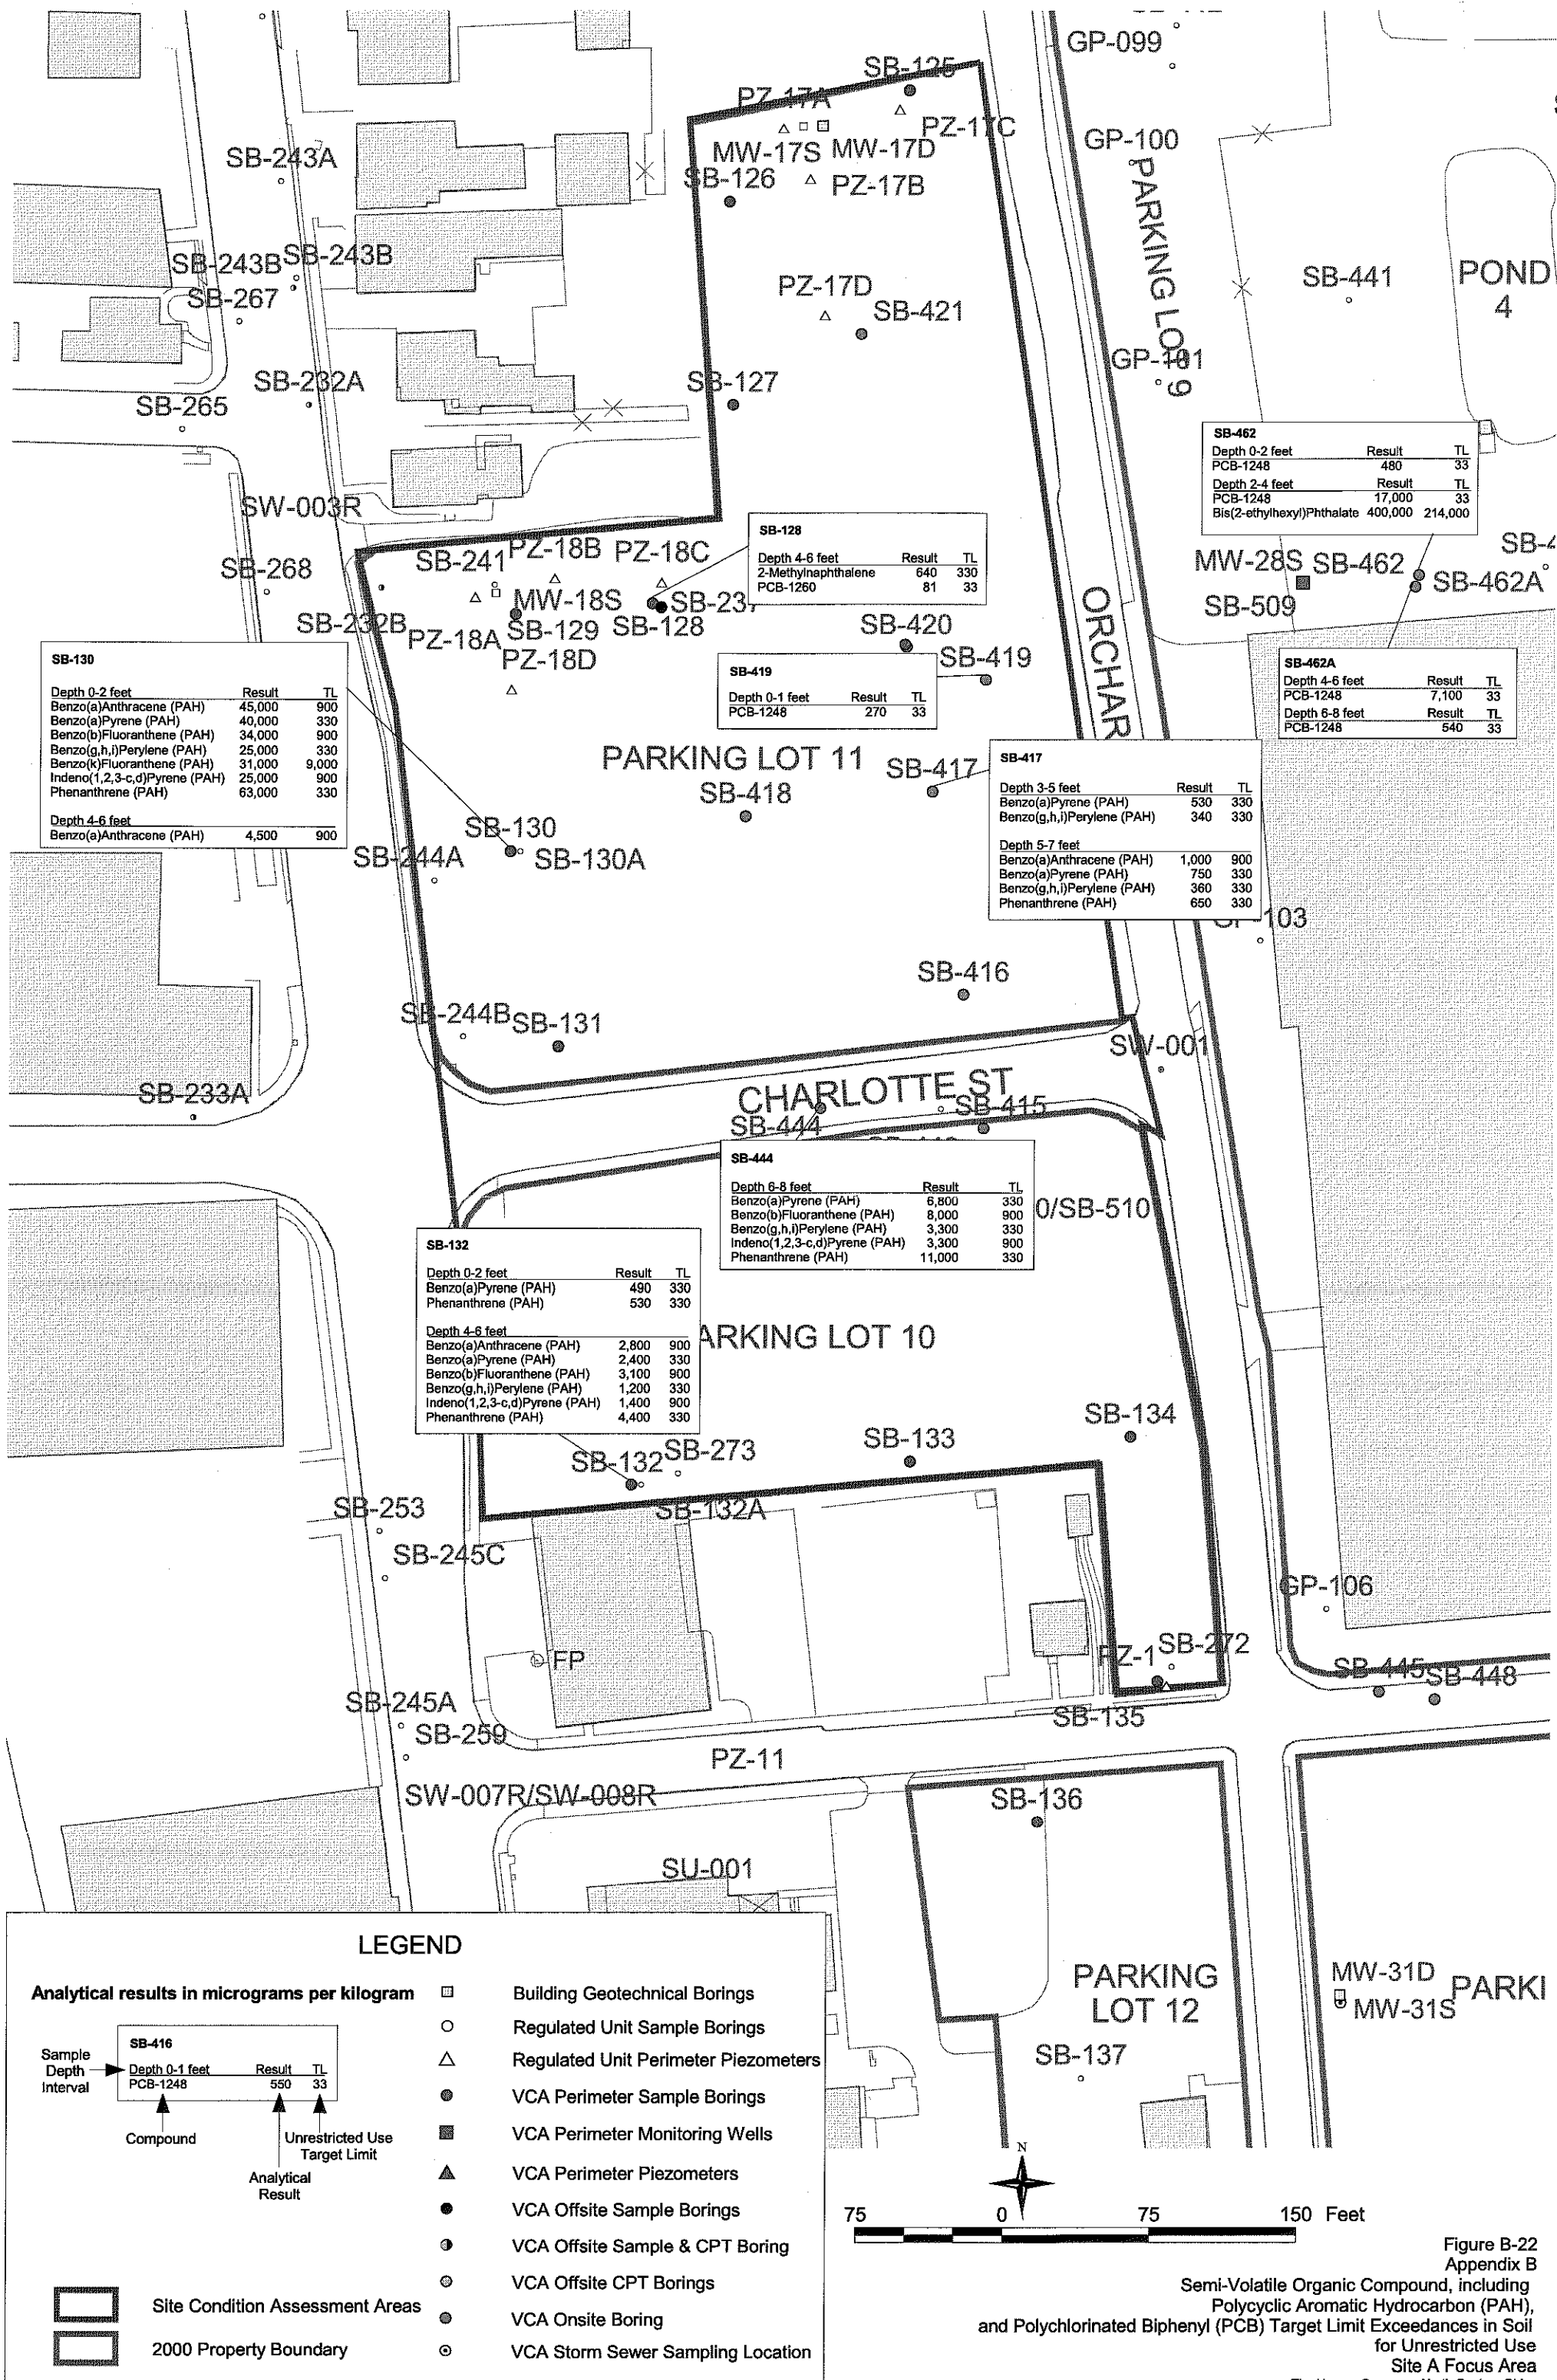 GP-099
SB-125
PZ-17A
PZ-17C
MW-17S MW-17D
GP-100
SB-243A
SB-126
PZ-17B
PARKING LOT 9
SB-243B
SB-243B
SB-267
PZ-17D
SB-421
SB-441
POND
4
GP-101
SB-232A
SB-127
SB-265
SB-462
Depth 0-2 feet Result TL
PCB-1248 480 33
Depth 2-4 feet Result TL
PCB-1248 17,000 33
Bis(2-ethylhexyl)Phthalate 400,000 214,000
SW-003R
SB-128
Depth 4-6 feet Result TL
2-Methylnaphthalene 640 330
PCB-1260 81 33
SB-241
PZ-18B
PZ-18C
SB-268
MW-28S
SB-462
SB-4
SB-462A
SB-509
MW-18S
SB-237
SB-232B
PZ-18A
SB-129
SB-128
PZ-18D
SB-420
SB-419
ORCHAR
SB-130
Depth 0-2 feet Result TL
Benzo(a)Anthracene (PAH) 45,000 900
Benzo(a)Pyrene (PAH) 40,000 330
Benzo(b)Fluoranthene (PAH) 34,000 900
Benzo(g,h,i)Perylene (PAH) 25,000 330
Benzo(k)Fluoranthene (PAH) 31,000 9,000
Indeno(1,2,3-c,d)Pyrene (PAH) 25,000 900
Phenanthrene (PAH) 63,000 330
Depth 4-6 feet
Benzo(a)Anthracene (PAH) 4,500 900
SB-419
Depth 0-1 feet Result TL
PCB-1248 270 33
SB-462A
Depth 4-6 feet Result TL
PCB-1248 7,100 33
Depth 6-8 feet Result TL
PCB-1248 540 33
PARKING LOT 11
SB-417
SB-418
SB-417
Depth 3-5 feet Result TL
Benzo(a)Pyrene (PAH) 530 330
Benzo(g,h,i)Perylene (PAH) 340 330
Depth 5-7 feet
Benzo(a)Anthracene (PAH) 1,000 900
Benzo(a)Pyrene (PAH) 750 330
Benzo(g,h,i)Perylene (PAH) 360 330
Phenanthrene (PAH) 650 330
SB-130
SB-244A
SB-130A
103
SB-416
SB-244B
SB-131
SW-001
SB-233A
CHARLOTTE ST
SB-415
SB-444
SB-444
Depth 6-8 feet Result TL
Benzo(a)Pyrene (PAH) 6,800 330
Benzo(b)Fluoranthene (PAH) 8,000 900
Benzo(g,h,i)Perylene (PAH) 3,300 330
Indeno(1,2,3-c,d)Pyrene (PAH) 3,300 900
Phenanthrene (PAH) 11,000 330
0/SB-510
SB-132
Depth 0-2 feet Result TL
Benzo(a)Pyrene (PAH) 490 330
Phenanthrene (PAH) 530 330
Depth 4-6 feet
Benzo(a)Anthracene (PAH) 2,800 900
Benzo(a)Pyrene (PAH) 2,400 330
Benzo(b)Fluoranthene (PAH) 3,100 900
Benzo(g,h,i)Perylene (PAH) 1,200 330
Indeno(1,2,3-c,d)Pyrene (PAH) 1,400 900
Phenanthrene (PAH) 4,400 330
ARKING LOT 10
SB-134
SB-133
SB-132
SB-273
SB-253
SB-132A
SB-245C
GP-106
FP
PZ-1
SB-272
SB-445
SB-448
SB-245A
SB-135
SB-259
PZ-11
SW-007R/SW-008R
SB-136
SU-001
PARKING
LOT 12
MW-31D
PARKI
MW-31S
SB-137
LEGEND
Analytical results in micrograms per kilogram
Sample
Depth
Interval
SB-416
Depth 0-1 feet Result TL
PCB-1248 550 33
Compound
Unrestricted Use
Target Limit
Analytical
Result
Site Condition Assessment Areas
2000 Property Boundary
Building Geotechnical Borings
Regulated Unit Sample Borings
Regulated Unit Perimeter Piezometers
VCA Perimeter Sample Borings
VCA Perimeter Monitoring Wells
VCA Perimeter Piezometers
VCA Offsite Sample Borings
VCA Offsite Sample & CPT Boring
VCA Offsite CPT Borings
VCA Onsite Boring
VCA Storm Sewer Sampling Location
N
75 0 75 150 Feet
Figure B-22
Appendix B
Semi-Volatile Organic Compound, including
Polycyclic Aromatic Hydrocarbon (PAH),
and Polychlorinated Biphenyl (PCB) Target Limit Exceedances in Soil
for Unrestricted Use
Site A Focus Area